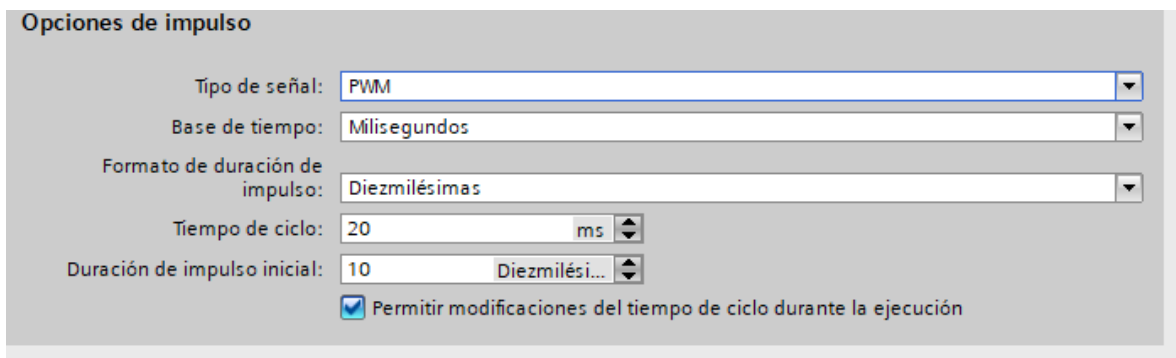 Opciones de impulso
Tipo de señal: PWM
Base de tiempo: Milisegundos
Formato de duración de
impulso: Diezmilésimas
Tiempo de ciclo: 20 ms
Duración de impulso inicial: 10 Diezmilési...
Permitir modificaciones del tiempo de ciclo durante la ejecución